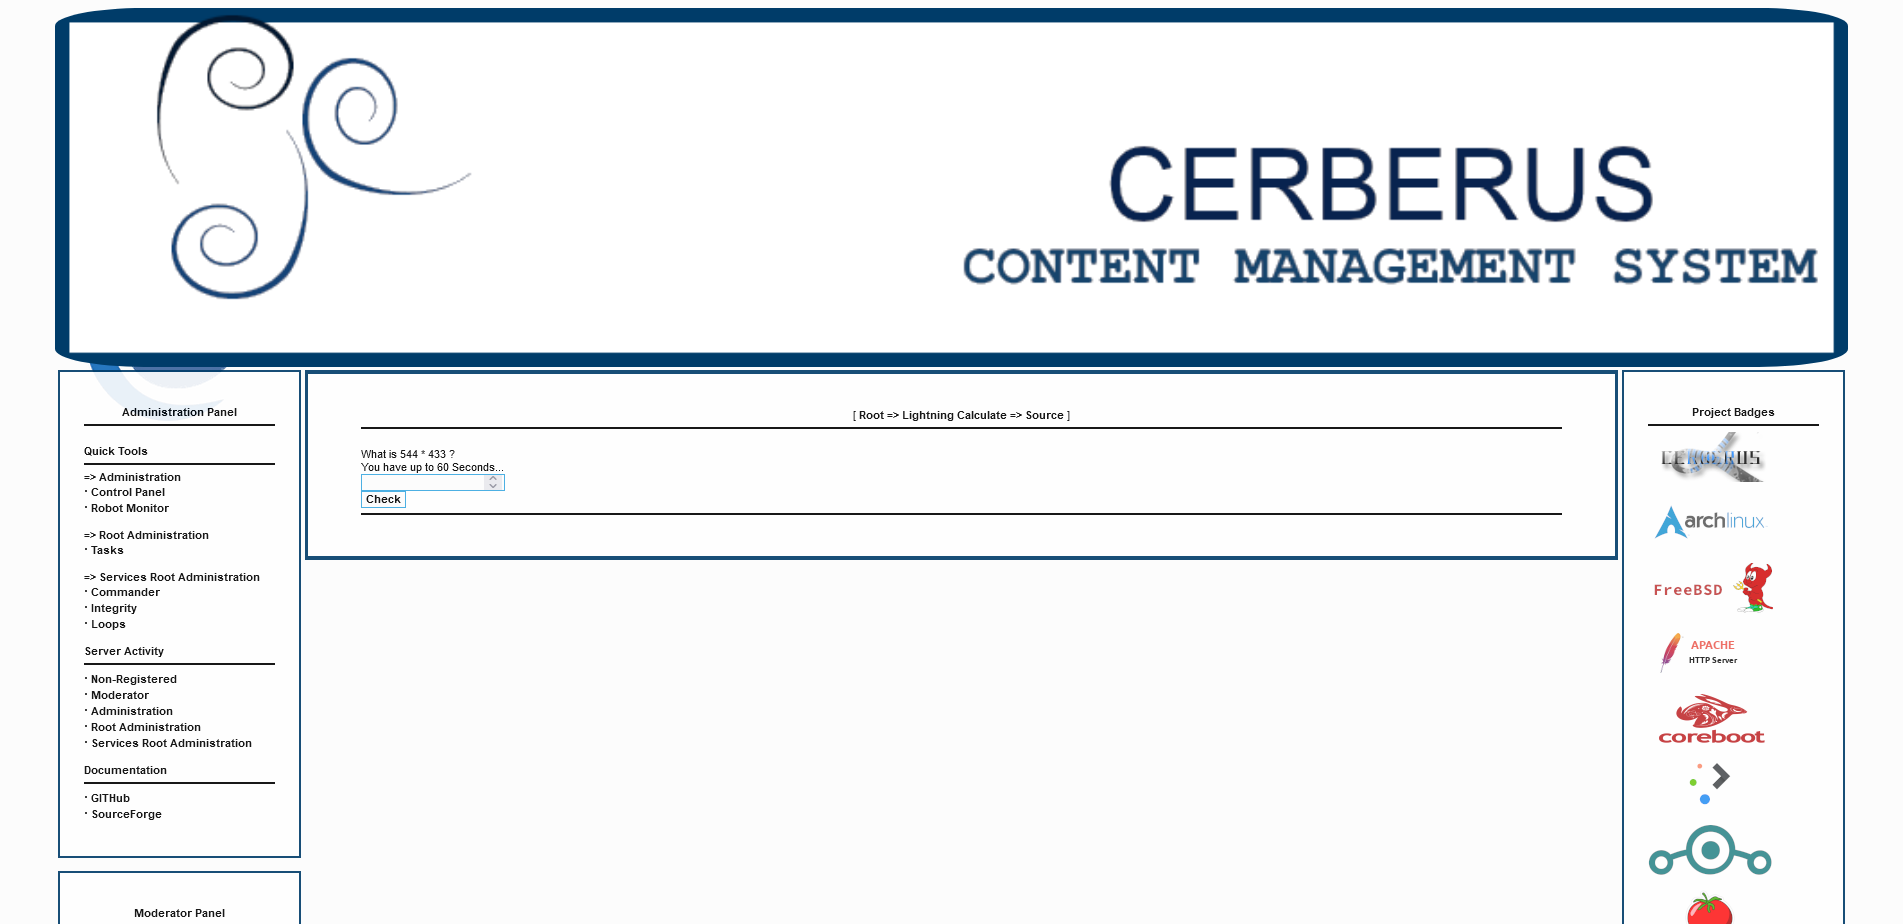 CERBERUS
CONTENT MANAGEMENT SYSTEM
Administration Panel
Quick Tools
=> Administration
· Control Panel
· Robot Monitor
=> Root Administration
· Tasks
=> Services Root Administration
· Commander
· Integrity
· Loops
Server Activity
· Non-Registered
· Moderator
· Administration
· Root Administration
· Services Root Administration
Documentation
· GITHub
· SourceForge
Moderator Panel
[ Root => Lightning Calculate => Source ]
What is 544 * 433 ?
You have up to 60 Seconds...
Check
Project Badges
CERBERUS
archlinux
FreeBSD
APACHE
HTTP Server
coreboot